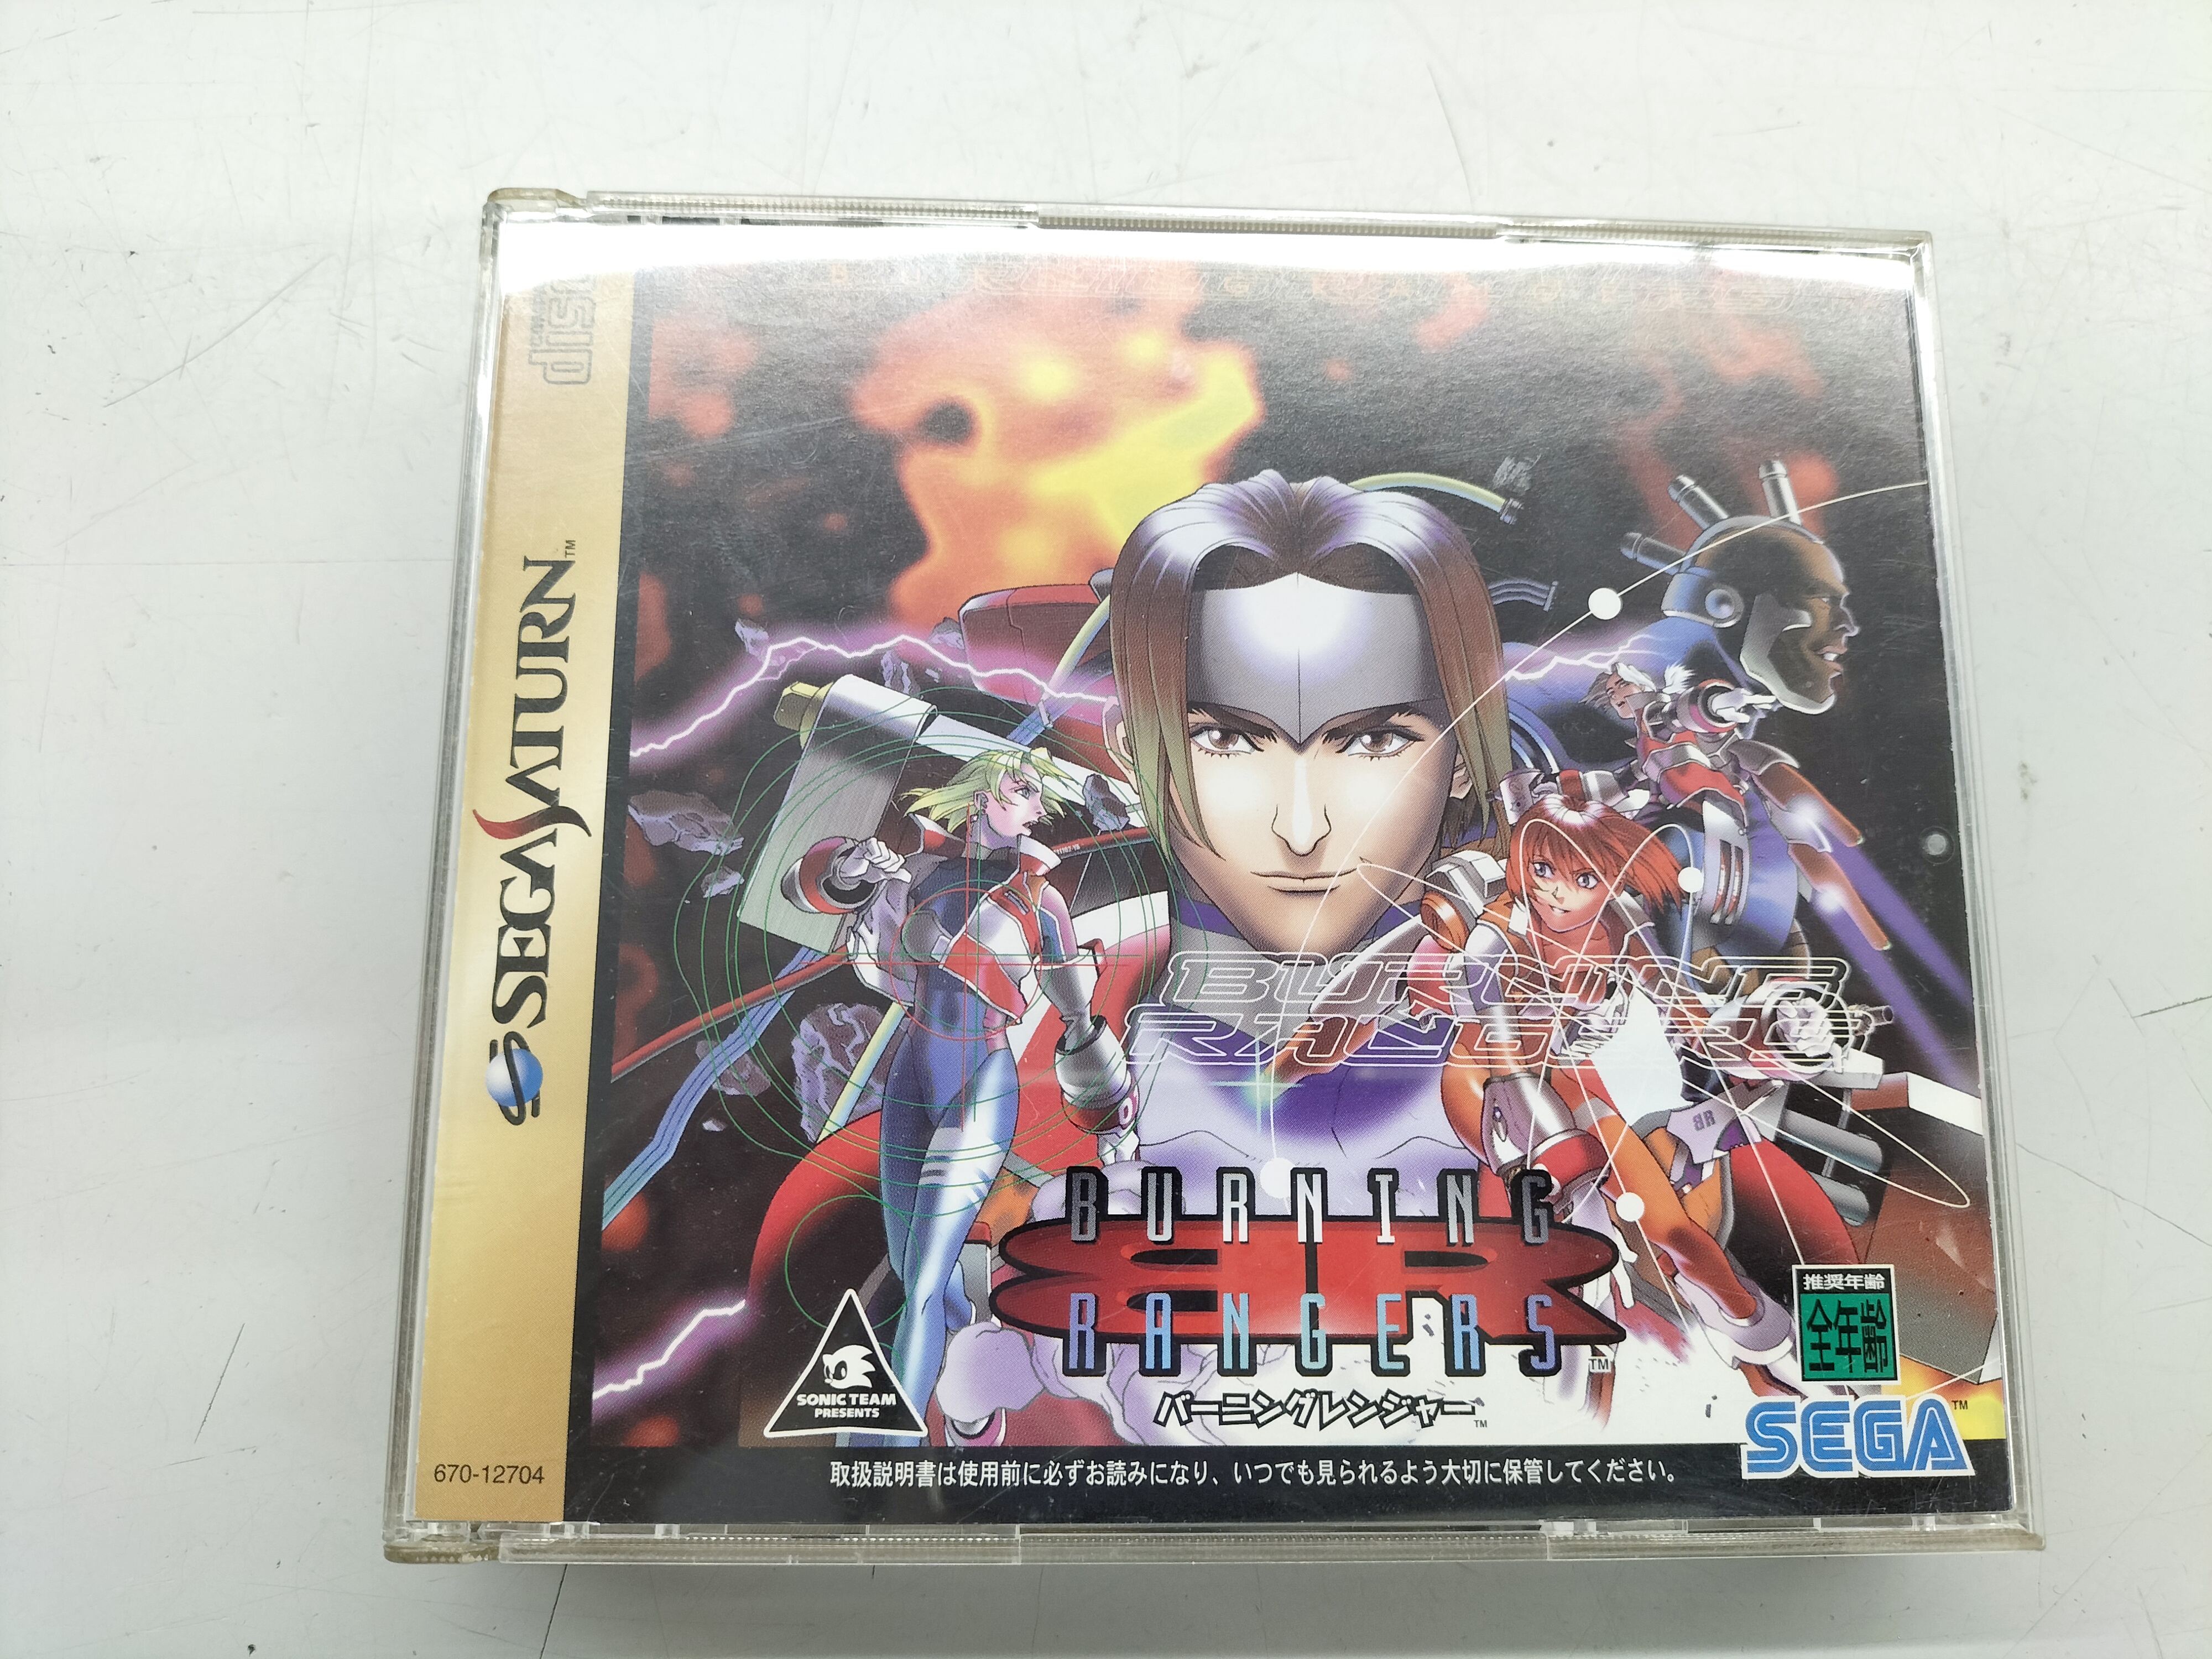 disc
SEGA SATURN™
BURNING
RANGERS
BR
BURNING
BR
RANGERS™
バーニングレンジャー™
SONIC TEAM
PRESENTS
推奨年齢
全年齢
SEGA™
670-12704
取扱説明書は使用前に必ずお読みになり、いつでも見られるよう大切に保管してください。